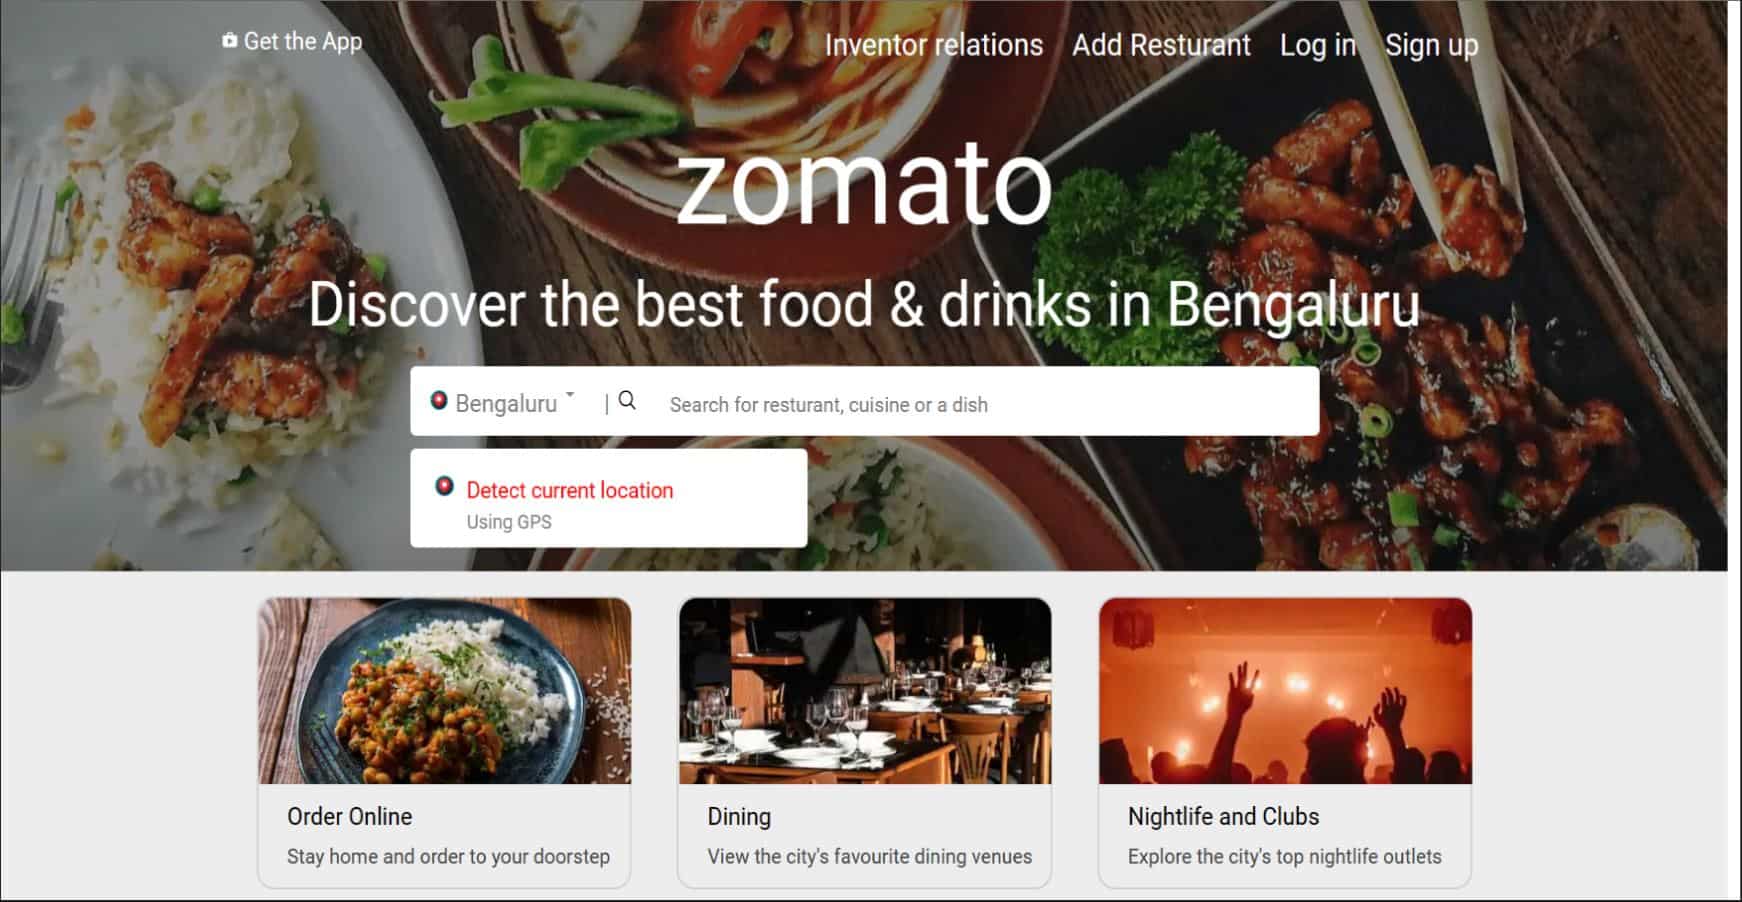 Get the App
Inventor relations Add Resturant Log in Sign up
zomato
Discover the best food & drinks in Bengaluru
Bengaluru | Search for resturant, cuisine or a dish
Detect current location
Using GPS
Order Online
Stay home and order to your doorstep
Dining
View the city's favourite dining venues
Nightlife and Clubs
Explore the city's top nightlife outlets